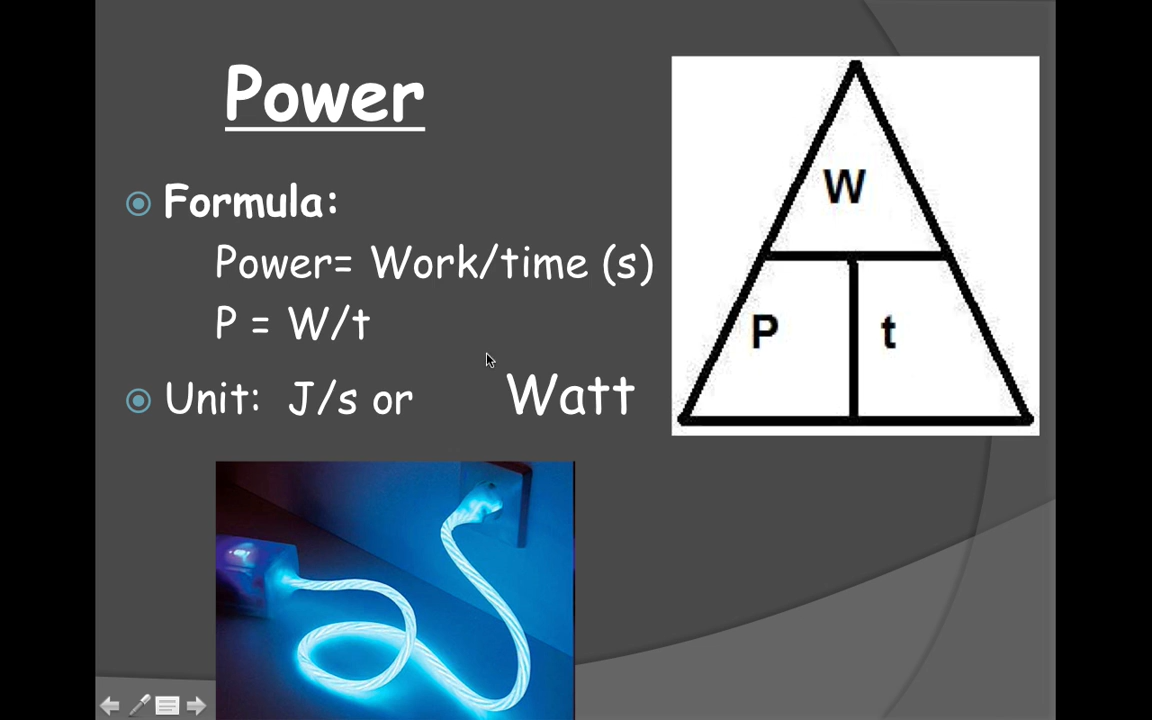 Power
Formula:
Power= Work/time (s)
P = W/t
Unit: J/s or Watt
W
P t